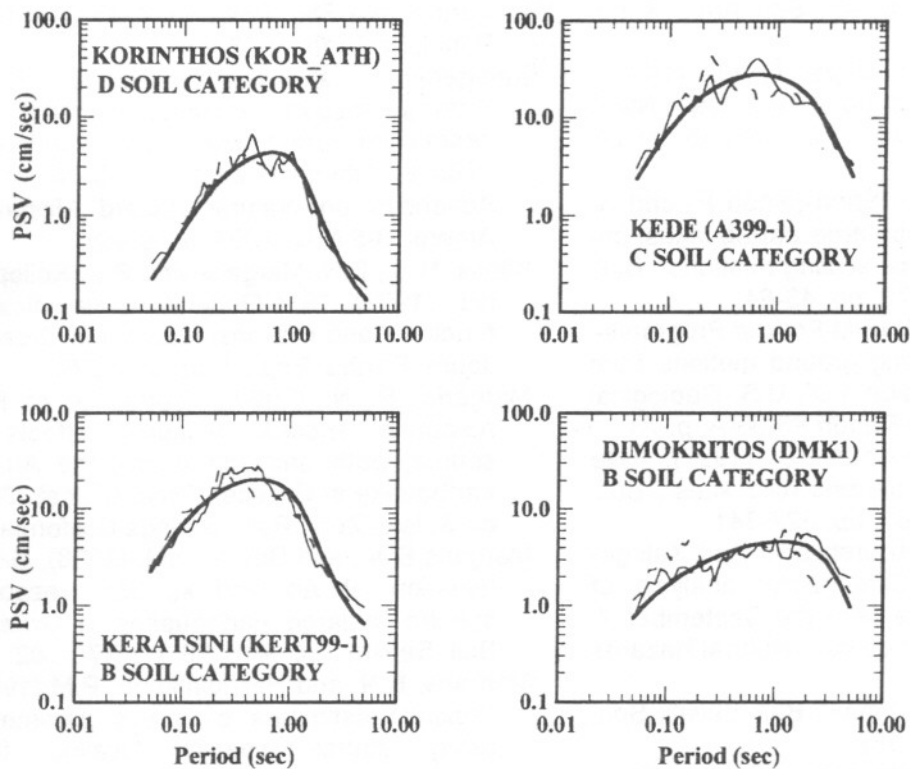 100.0
10.0
1.0
0.1
PSV (cm/sec)
KORINTHOS (KOR_ATH)
D SOIL CATEGORY
0.01 0.10 1.00 10.00
100.0
10.0
1.0
0.1
KEDE (A399-1)
C SOIL CATEGORY
0.01 0.10 1.00 10.00
100.0
10.0
1.0
0.1
PSV (cm/sec)
KERATSINI (KERT99-1)
B SOIL CATEGORY
0.01 0.10 1.00 10.00
Period (sec)
100.0
10.0
1.0
0.1
DIMOKRITOS (DMK1)
B SOIL CATEGORY
0.01 0.10 1.00 10.00
Period (sec)